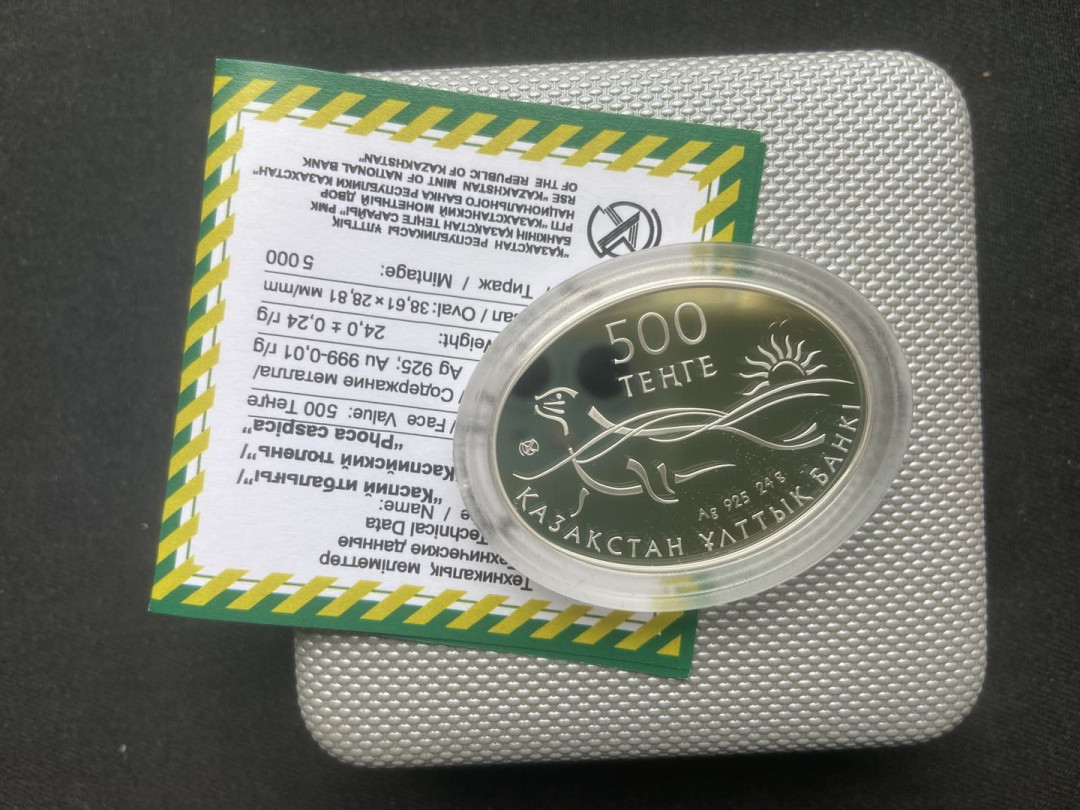 500
ТЕҢГЕ
Ag 925 24 g
ҚАЗАҚСТАН ҰЛТТЫҚ БАНКІ
Техникалық мәліметтер
Технические данные
Technical Data
/ Name:
"Каспий итбалығы"/
"Каспийский тюлень"/
"Phoca caspica"
/ Face Value: 500 Теңге
/ Содержание металла/
Ag 925; Au 999-0,01 г/g
24,0 ± 0,24 г/g
/ Oval: 38,61 × 28,81 мм/mm
/ Тираж / Mintage: 5 000
"ҚАЗАҚСТАН РЕСПУБЛИКАСЫ ҰЛТТЫҚ
БАНКІНІҢ ҚАЗАҚСТАН ТЕҢГЕ САРАЙЫ" РМК
РГП "КАЗАХСТАНСКИЙ МОНЕТНЫЙ ДВОР
НАЦИОНАЛЬНОГО БАНКА РЕСПУБЛИКИ КАЗАХСТАН"
RSE "KAZAKHSTAN MINT OF NATIONAL BANK
OF THE REPUBLIC OF KAZAKHSTAN"